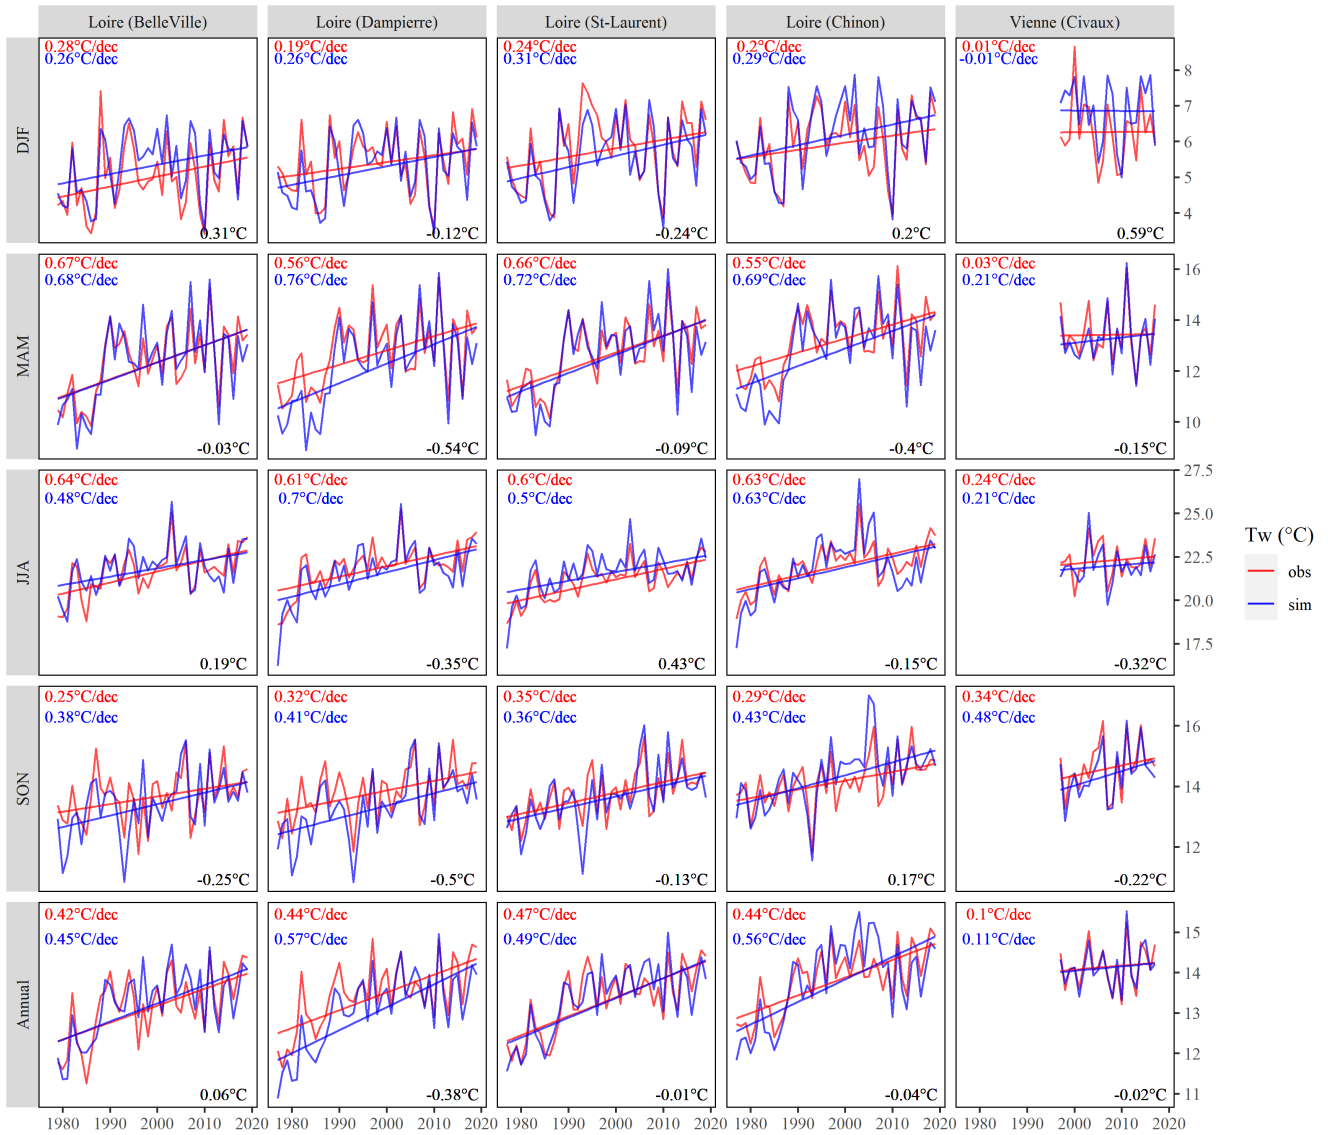 Loire (BelleVille) Loire (Dampierre) Loire (St-Laurent) Loire (Chinon) Vienne (Civaux)
DJF
0.28°C/dec 0.19°C/dec 0.24°C/dec 0.2°C/dec 0.01°C/dec
0.26°C/dec 0.26°C/dec 0.31°C/dec 0.29°C/dec -0.01°C/dec
8
7
6
5
4
0.31°C -0.12°C -0.24°C 0.2°C 0.59°C
MAM
0.67°C/dec 0.56°C/dec 0.66°C/dec 0.55°C/dec 0.03°C/dec
0.68°C/dec 0.76°C/dec 0.72°C/dec 0.69°C/dec 0.21°C/dec
16
14
12
10
-0.03°C -0.54°C -0.09°C -0.4°C -0.15°C
JJA
0.64°C/dec 0.61°C/dec 0.6°C/dec 0.63°C/dec 0.24°C/dec
0.48°C/dec 0.7°C/dec 0.5°C/dec 0.63°C/dec 0.21°C/dec
27.5
25.0
22.5
20.0
17.5
0.19°C -0.35°C 0.43°C -0.15°C -0.32°C
SON
0.25°C/dec 0.32°C/dec 0.35°C/dec 0.29°C/dec 0.34°C/dec
0.38°C/dec 0.41°C/dec 0.36°C/dec 0.43°C/dec 0.48°C/dec
16
14
12
-0.25°C -0.5°C -0.13°C 0.17°C -0.22°C
Annual
0.42°C/dec 0.44°C/dec 0.47°C/dec 0.44°C/dec 0.1°C/dec
0.45°C/dec 0.57°C/dec 0.49°C/dec 0.56°C/dec 0.11°C/dec
15
14
13
12
11
0.06°C -0.38°C -0.01°C -0.04°C -0.02°C
1980 1990 2000 2010 2020 1980 1990 2000 2010 2020 1980 1990 2000 2010 2020 1980 1990 2000 2010 2020 1980 1990 2000 2010 2020
Tw (°C)
obs
sim